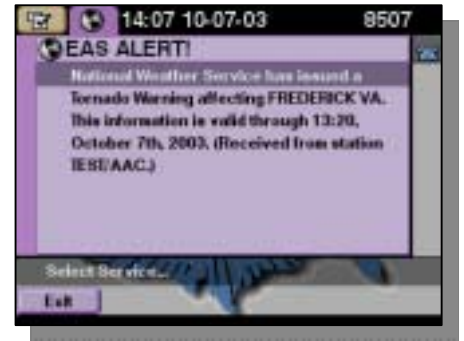 14:07 10-07-03 8507
EAS ALERT!
National Weather Service has issued a
Tornado Warning affecting FREDERICK VA.
This information is valid through 13:20,
October 7th, 2003. (Received from station
TEST/AAC.)
Select Service...
Exit